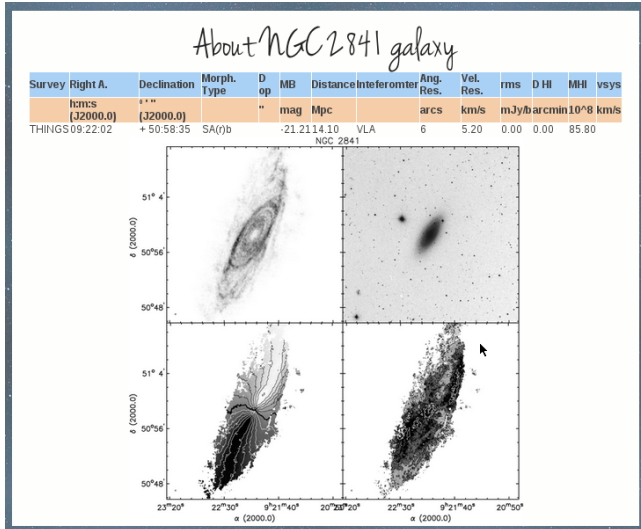 About NGC2841 galaxy
Survey Right A. Declination Morph. Type D op MB Distance Inteferomter Ang. Res. Vel. Res. rms D HI MHI vsys
h:m:s (J2000.0) ° ' " (J2000.0) " mag Mpc arcs km/s mJy/b arcmin 10^8 km/s
THINGS 09:22:02 + 50:58:35 SA(r)b -21.21 14.10 VLA 6 5.20 0.00 0.00 85.80
NGC 2841
51° 4'
50°56'
50°48'
δ (2000.0)
51° 4'
50°56'
50°48'
δ (2000.0)
23ᵐ20ˢ 22ᵐ30ˢ 9ʰ21ᵐ40ˢ 22ᵐ30ˢ 9ʰ21ᵐ40ˢ 20ᵐ50ˢ
α (2000.0) α (2000.0)